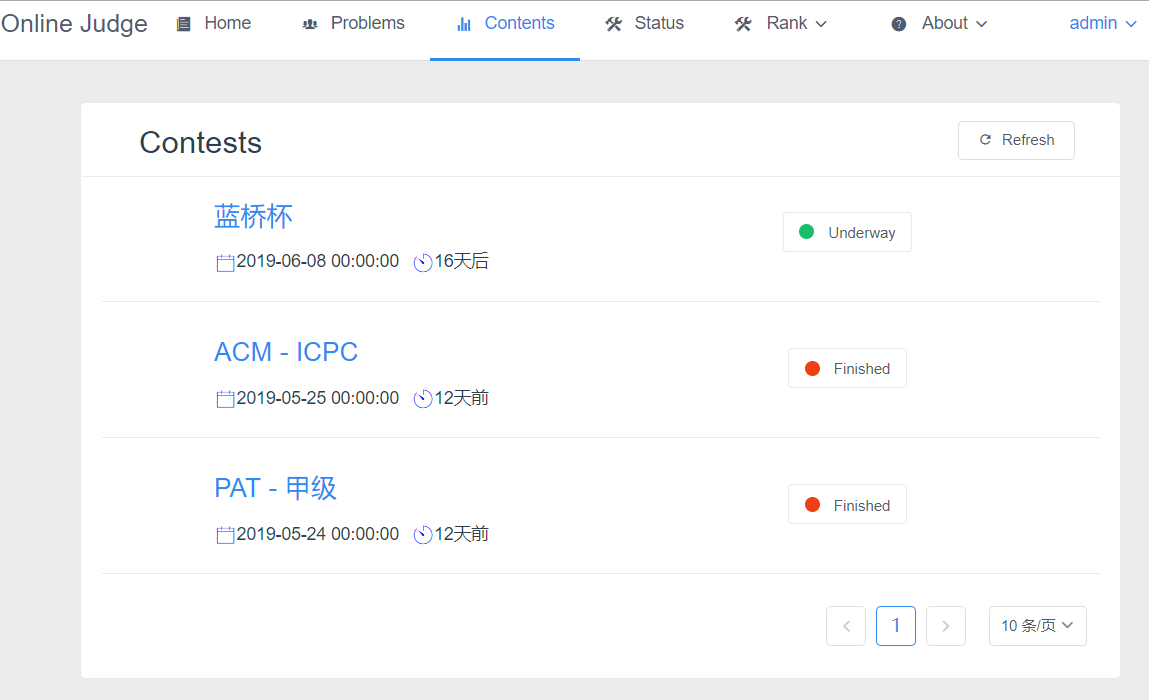 Online Judge Home Problems Contents Status Rank About admin
Contests Refresh
蓝桥杯
Underway
2019-06-08 00:00:00 16天后
ACM - ICPC
Finished
2019-05-25 00:00:00 12天前
PAT - 甲级
Finished
2019-05-24 00:00:00 12天前
1 10 条/页